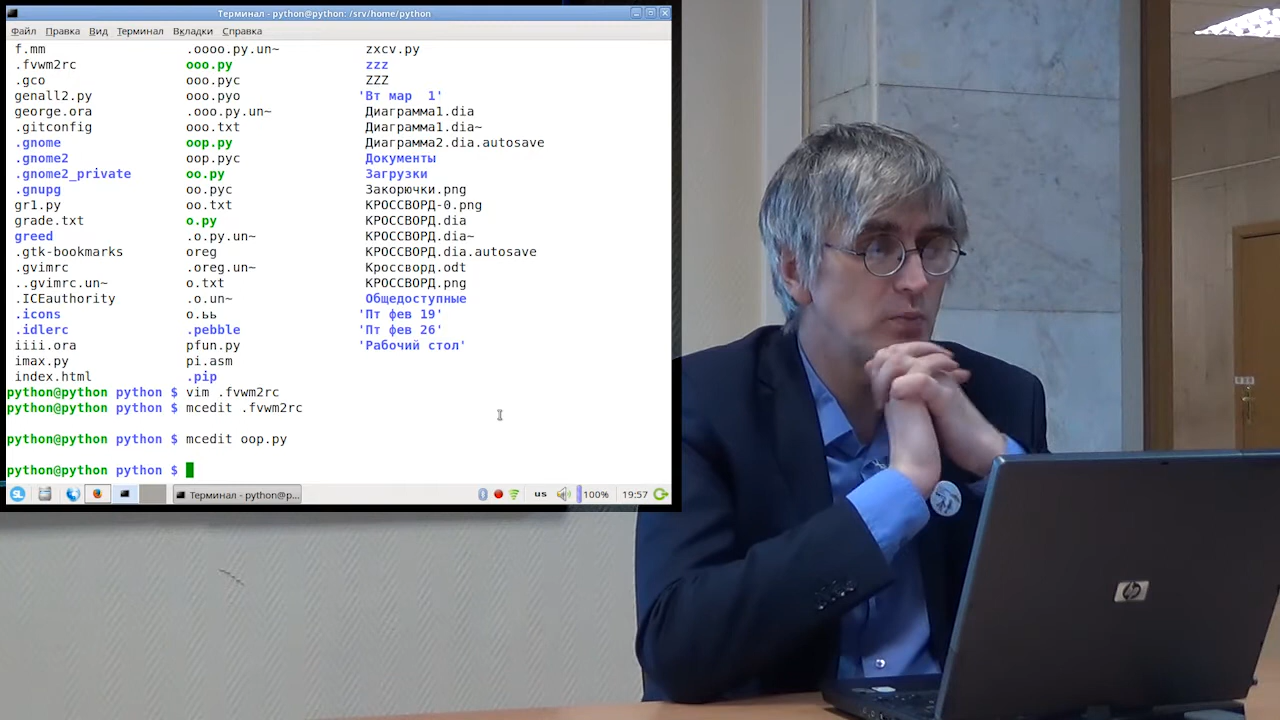 Терминал - python@python: /srv/home/python
Файл Правка Вид Терминал Вкладки Справка
f.mm .oooo.py.un~ zxcv.py
.fvwm2rc ooo.py zzz
.gco ooo.pyc ZZZ
genall2.py ooo.pyo 'Вт мар  1'
george.ora .ooo.py.un~ Диаграмма1.dia
.gitconfig ooo.txt Диаграмма1.dia~
.gnome oop.py Диаграмма2.dia.autosave
.gnome2 oop.pyc Документы
.gnome2_private oo.py Загрузки
.gnupg oo.pyc Закорючки.png
gr1.py oo.txt КРОССВОРД-0.png
grade.txt o.py КРОССВОРД.dia
greed .o.py.un~ КРОССВОРД.dia~
.gtk-bookmarks oreg КРОССВОРД.dia.autosave
.gvimrc .oreg.un~ Кроссворд.odt
..gvimrc.un~ o.txt КРОССВОРД.png
.ICEauthority .o.un~ Общедоступные
.icons o.ьь 'Пт фев 19'
.idlerc .pebble 'Пт фев 26'
iiii.ora pfun.py 'Рабочий стол'
imax.py pi.asm
index.html .pip
python@python python $ vim .fvwm2rc
python@python python $ mcedit .fvwm2rc
python@python python $ mcedit oop.py
python@python python $
SL Терминал - python@p... us 100% 19:57
hp